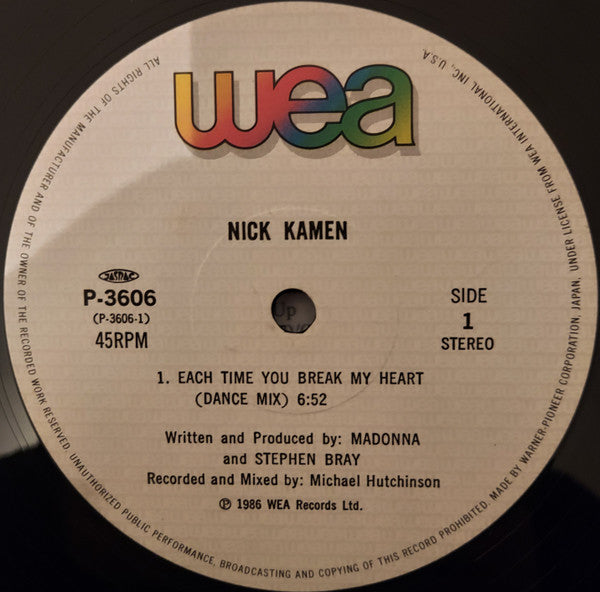 wea
NICK KAMEN
JASRAC
P-3606
(P-3606-1)
45RPM
SIDE
1
STEREO
1. EACH TIME YOU BREAK MY HEART
(DANCE MIX) 6:52
Written and Produced by: MADONNA
and STEPHEN BRAY
Recorded and Mixed by: Michael Hutchinson
℗ 1986 WEA Records Ltd.
ALL RIGHTS OF THE MANUFACTURER AND OF THE OWNER OF THE RECORDED WORK RESERVED. UNAUTHORIZED PUBLIC PERFORMANCE, BROADCASTING AND COPYING OF THIS RECORD PROHIBITED. MADE BY WARNER-PIONEER CORPORATION, JAPAN, UNDER LICENSE FROM WEA INTERNATIONAL INC., U.S.A.